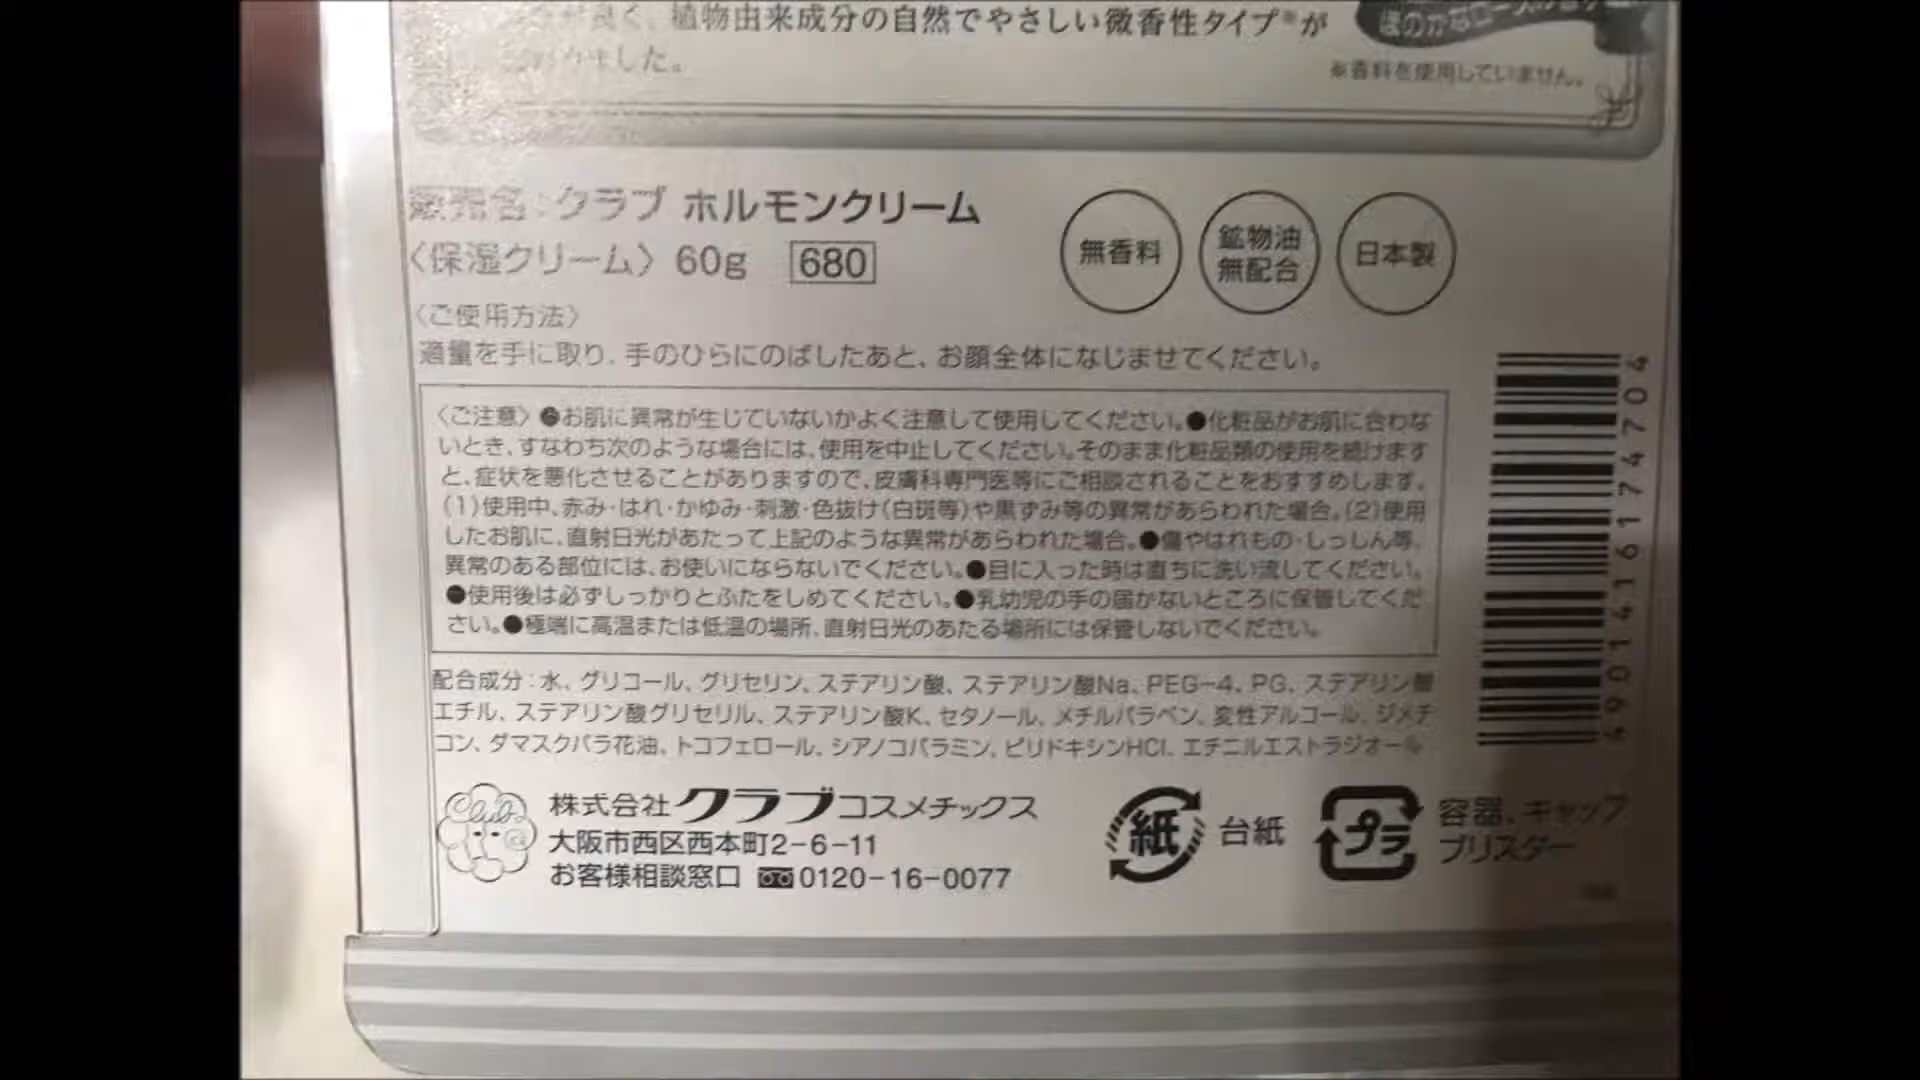 良く、植物由来成分の自然でやさしい微香性タイプ※が
ました。
ほのかなローズの香り
※香料を使用していません。
販売名:クラブ ホルモンクリーム
〈保湿クリーム〉 60g 680
無香料
鉱物油
無配合
日本製
〈ご使用方法〉
適量を手に取り、手のひらにのばしたあと、お顔全体になじませてください。
〈ご注意〉●お肌に異常が生じていないかよく注意して使用してください。●化粧品がお肌に合わな
いとき、すなわち次のような場合には、使用を中止してください。そのまま化粧品類の使用を続けます
と、症状を悪化させることがありますので、皮膚科専門医等にご相談されることをおすすめします。
(1)使用中、赤み・はれ・かゆみ・刺激・色抜け(白斑等)や黒ずみ等の異常があらわれた場合。(2)使用
したお肌に、直射日光があたって上記のような異常があらわれた場合。●傷やはれもの・しっしん等、
異常のある部位には、お使いにならないでください。●目に入った時は直ちに洗い流してください。
●使用後は必ずしっかりとふたをしめてください。●乳幼児の手の届かないところに保管してくだ
さい。●極端に高温または低温の場所、直射日光のあたる場所には保管しないでください。
配合成分:水、グリコール、グリセリン、ステアリン酸、ステアリン酸Na、PEG-4、PG、ステアリン酸
エチル、ステアリン酸グリセリル、ステアリン酸K、セタノール、メチルパラベン、変性アルコール、ジメチ
コン、ダマスクバラ花油、トコフェロール、シアノコバラミン、ピリドキシンHCl、エチニルエストラジオール
4901416174704
Club
株式会社クラブコスメチックス
大阪市西区西本町2-6-11
お客様相談窓口 0120-16-0077
紙 台紙
プラ 容器、キャップ
ブリスター